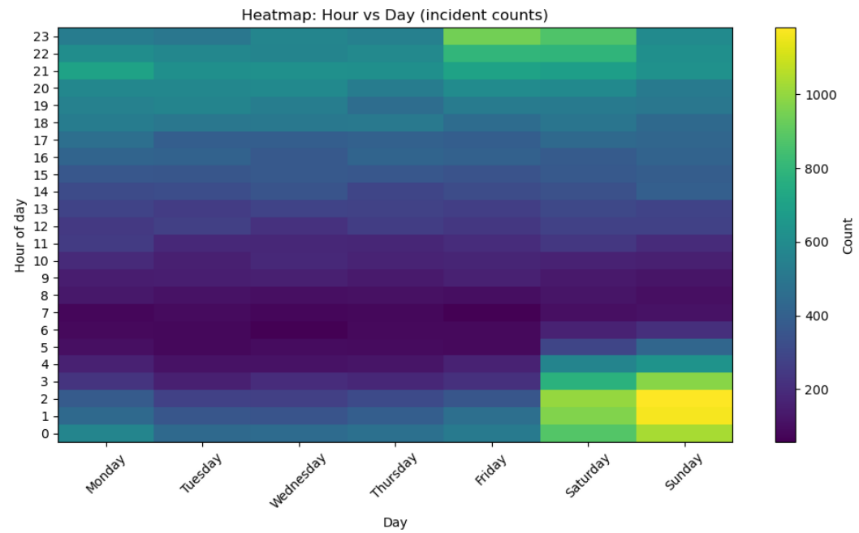 Heatmap: Hour vs Day (incident counts)
Hour of day
23
22
21
20
19
18
17
16
15
14
13
12
11
10
9
8
7
6
5
4
3
2
1
0
Monday
Tuesday
Wednesday
Thursday
Friday
Saturday
Sunday
Day
1000
800
600
400
200
Count